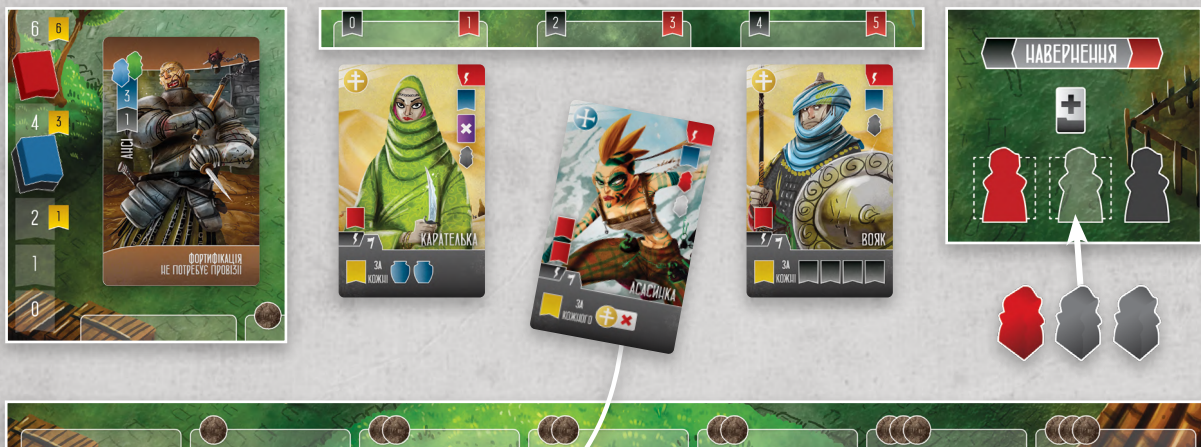 6 6
4 3
2 1
1
0
3
1
АНСІ
ФОРТИФІКАЦІЯ
НЕ ПОТРЕБУЄ ПРОВІЗІЇ
0 1 2 3 4 5
КАРАТЕЛЬКА
ЗА
КОЖНІ
АСАСИНКА
ЗА
КОЖНОГО
ВОЯК
ЗА
КОЖНІ
НАВЕРНЕННЯ